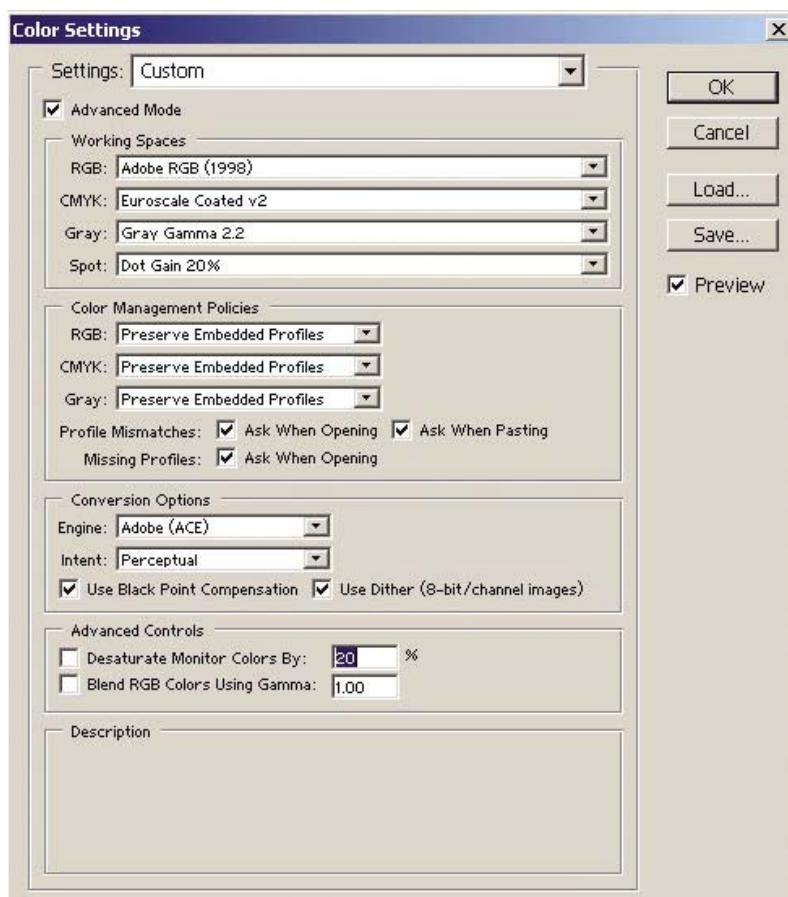 Color Settings
Settings: Custom
OK
Advanced Mode
Cancel
Working Spaces
RGB: Adobe RGB (1998)
CMYK: Euroscale Coated v2
Load...
Gray: Gray Gamma 2.2
Save...
Spot: Dot Gain 20%
Preview
Color Management Policies
RGB: Preserve Embedded Profiles
CMYK: Preserve Embedded Profiles
Gray: Preserve Embedded Profiles
Profile Mismatches: Ask When Opening Ask When Pasting
Missing Profiles: Ask When Opening
Conversion Options
Engine: Adobe (ACE)
Intent: Perceptual
Use Black Point Compensation Use Dither (8-bit/channel images)
Advanced Controls
Desaturate Monitor Colors By: 20 %
Blend RGB Colors Using Gamma: 1.00
Description